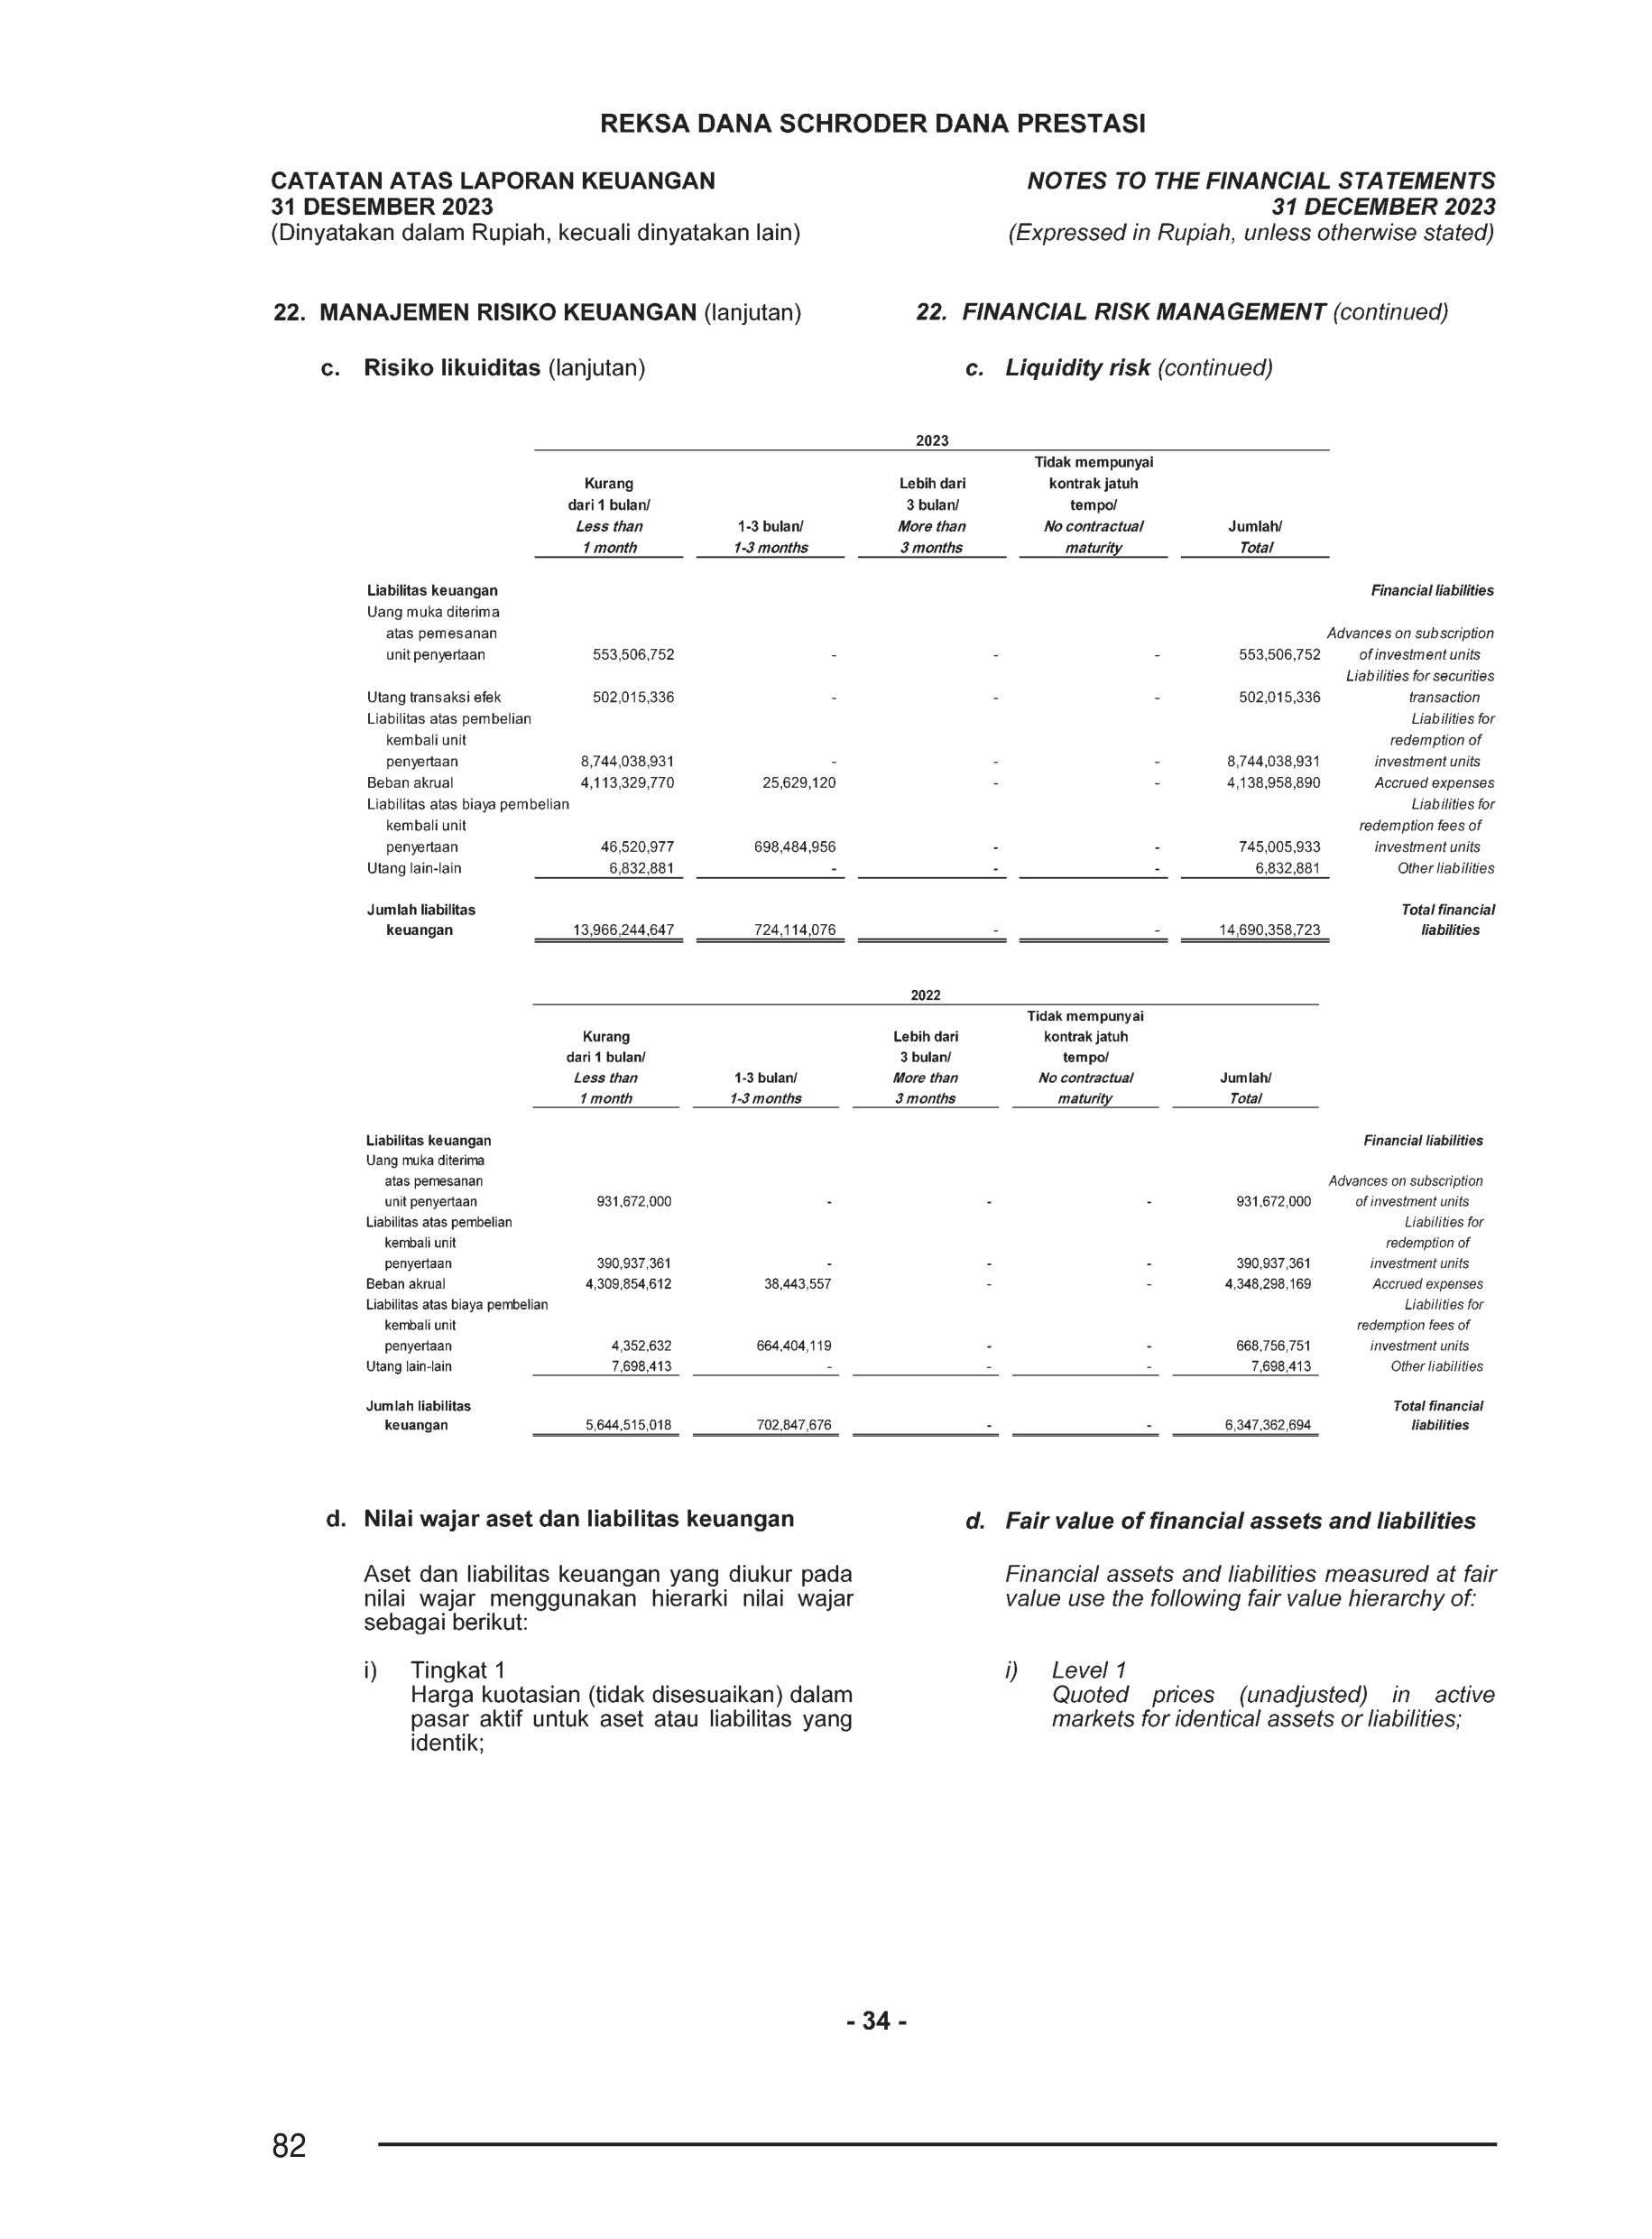 REKSA DANA SCHRODER DANA PRESTASI
CATATAN ATAS LAPORAN KEUANGAN
31 DESEMBER 2023
(Dinyatakan dalam Rupiah, kecuali dinyatakan lain)
NOTES TO THE FINANCIAL STATEMENTS
31 DECEMBER 2023
(Expressed in Rupiah, unless otherwise stated)
22. MANAJEMEN RISIKO KEUANGAN (lanjutan)
22. FINANCIAL RISK MANAGEMENT (continued)
c. Risiko likuiditas (lanjutan)
c. Liquidity risk (continued)
2023
Tidak mempunyai
Kurang Lebih dari kontrak jatuh
dari 1 bulan/ 3 bulan/ tempo/
Less than 1-3 bulan/ More than No contractual Jumlah/
1 month 1-3 months 3 months maturity Total
Liabilitas keuangan Financial liabilities
Uang muka diterima
atas pemesanan Advances on subscription
unit penyertaan 553,506,752 - - - 553,506,752 of investment units
Liabilities for securities
Utang transaksi efek 502,015,336 - - - 502,015,336 transaction
Liabilitas atas pembelian Liabilities for
kembali unit redemption of
penyertaan 8,744,038,931 - - - 8,744,038,931 investment units
Beban akrual 4,113,329,770 25,629,120 - - 4,138,958,890 Accrued expenses
Liabilitas atas biaya pembelian Liabilities for
kembali unit redemption fees of
penyertaan 46,520,977 698,484,956 - - 745,005,933 investment units
Utang lain-lain 6,832,881 - - - 6,832,881 Other liabilities
Jumlah liabilitas Total financial
keuangan 13,966,244,647 724,114,076 - - 14,690,358,723 liabilities
2022
Tidak mempunyai
Kurang Lebih dari kontrak jatuh
dari 1 bulan/ 3 bulan/ tempo/
Less than 1-3 bulan/ More than No contractual Jumlah/
1 month 1-3 months 3 months maturity Total
Liabilitas keuangan Financial liabilities
Uang muka diterima
atas pemesanan Advances on subscription
unit penyertaan 931,672,000 - - - 931,672,000 of investment units
Liabilitas atas pembelian Liabilities for
kembali unit redemption of
penyertaan 390,937,361 - - - 390,937,361 investment units
Beban akrual 4,309,854,612 38,443,557 - - 4,348,298,169 Accrued expenses
Liabilitas atas biaya pembelian Liabilities for
kembali unit redemption fees of
penyertaan 4,352,632 664,404,119 - - 668,756,751 investment units
Utang lain-lain 7,698,413 - - - 7,698,413 Other liabilities
Jumlah liabilitas Total financial
keuangan 5,644,515,018 702,847,676 - - 6,347,362,694 liabilities
d. Nilai wajar aset dan liabilitas keuangan
Aset dan liabilitas keuangan yang diukur pada
nilai wajar menggunakan hierarki nilai wajar
sebagai berikut:
i) Tingkat 1
Harga kuotasian (tidak disesuaikan) dalam
pasar aktif untuk aset atau liabilitas yang
identik;
d. Fair value of financial assets and liabilities
Financial assets and liabilities measured at fair
value use the following fair value hierarchy of:
i) Level 1
Quoted prices (unadjusted) in active
markets for identical assets or liabilities;
- 34 -
82